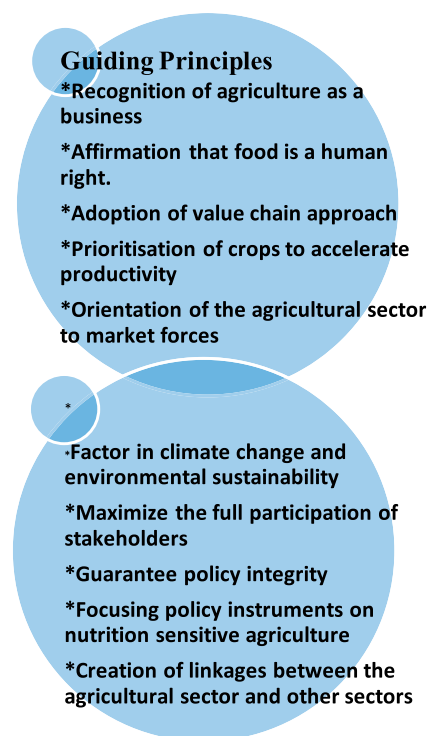 Guiding Principles
*Recognition of agriculture as a
business
*Affirmation that food is a human
right.
*Adoption of value chain approach
*Prioritisation of crops to accelerate
productivity
*Orientation of the agricultural sector
to market forces
*
*Factor in climate change and
environmental sustainability
*Maximize the full participation of
stakeholders
*Guarantee policy integrity
*Focusing policy instruments on
nutrition sensitive agriculture
*Creation of linkages between the
agricultural sector and other sectors